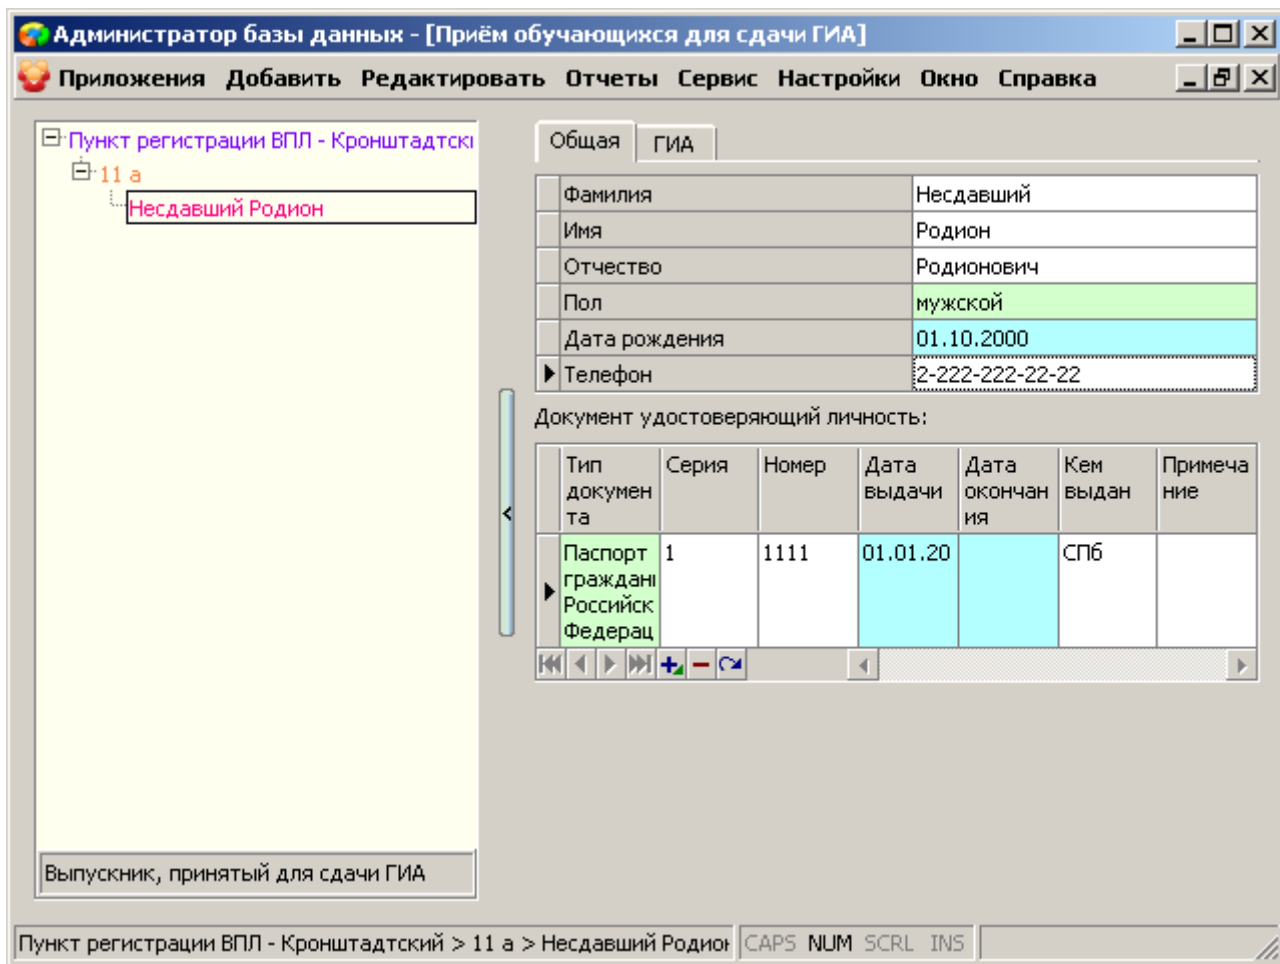 Администратор базы данных - [Приём обучающихся для сдачи ГИА]
Приложения Добавить Редактировать Отчеты Сервис Настройки Окно Справка
Пункт регистрации ВПЛ - Кронштадтскі
11 а
Несдавший Родион
Выпускник, принятый для сдачи ГИА
Общая ГИА
Фамилия Несдавший
Имя Родион
Отчество Родионович
Пол мужской
Дата рождения 01.10.2000
Телефон 2-222-222-22-22
Документ удостоверяющий личность:
Тип Серия Номер Дата Дата Кем Примеча
докумен выдачи окончан выдан ние
та ия
Паспорт 1 1111 01.01.20 СПб
граждані
Российск
Федерац
Пункт регистрации ВПЛ - Кронштадтский > 11 а > Несдавший Родион CAPS NUM SCRL INS